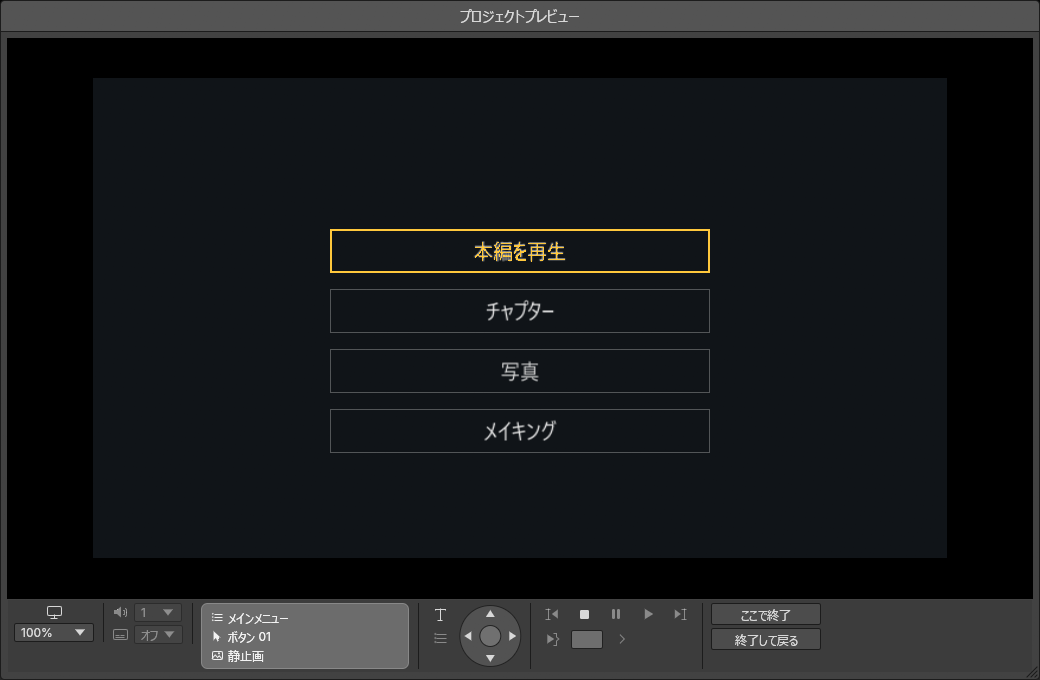 プロジェクトプレビュー
本編を再生
チャプター
写真
メイキング
100%
1
オフ
メインメニュー
ボタン 01
静止画
ここで終了
終了して戻る